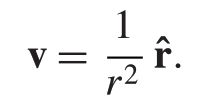 v = 1/r² r̂.